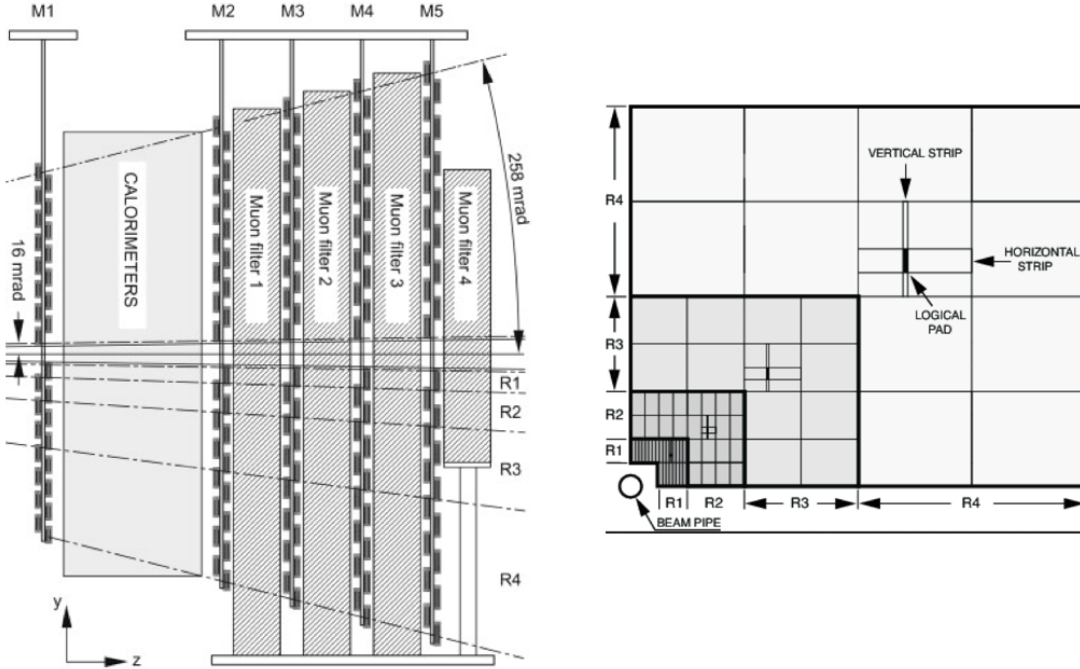 M1
M2
M3
M4
M5
258 mrad
16 mrad
CALORIMETERS
Muon filter 1
Muon filter 2
Muon filter 3
Muon filter 4
R1
R2
R3
R4
y
z
VERTICAL STRIP
R4
HORIZONTAL
STRIP
LOGICAL
PAD
R3
R2
R1
R1
R2
R3
R4
BEAM PIPE